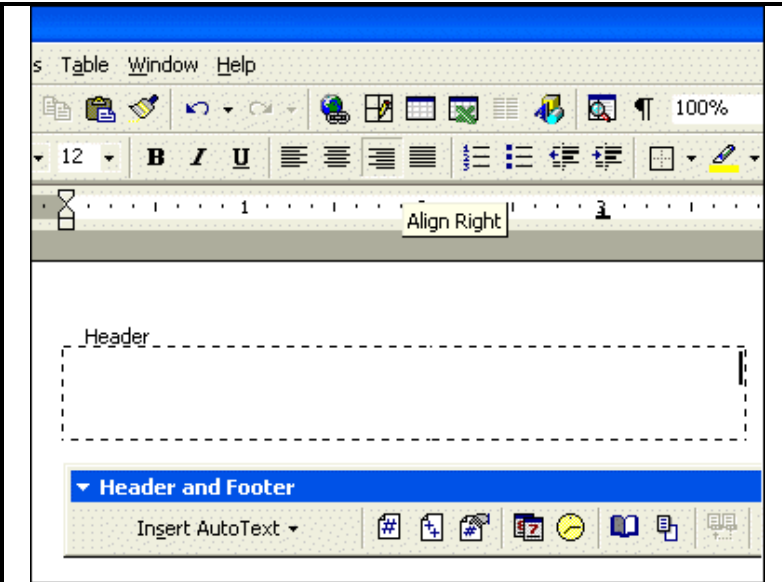 s Table Window Help
100%
12 B I U
1 3
Align Right
Header
Header and Footer
Insert AutoText